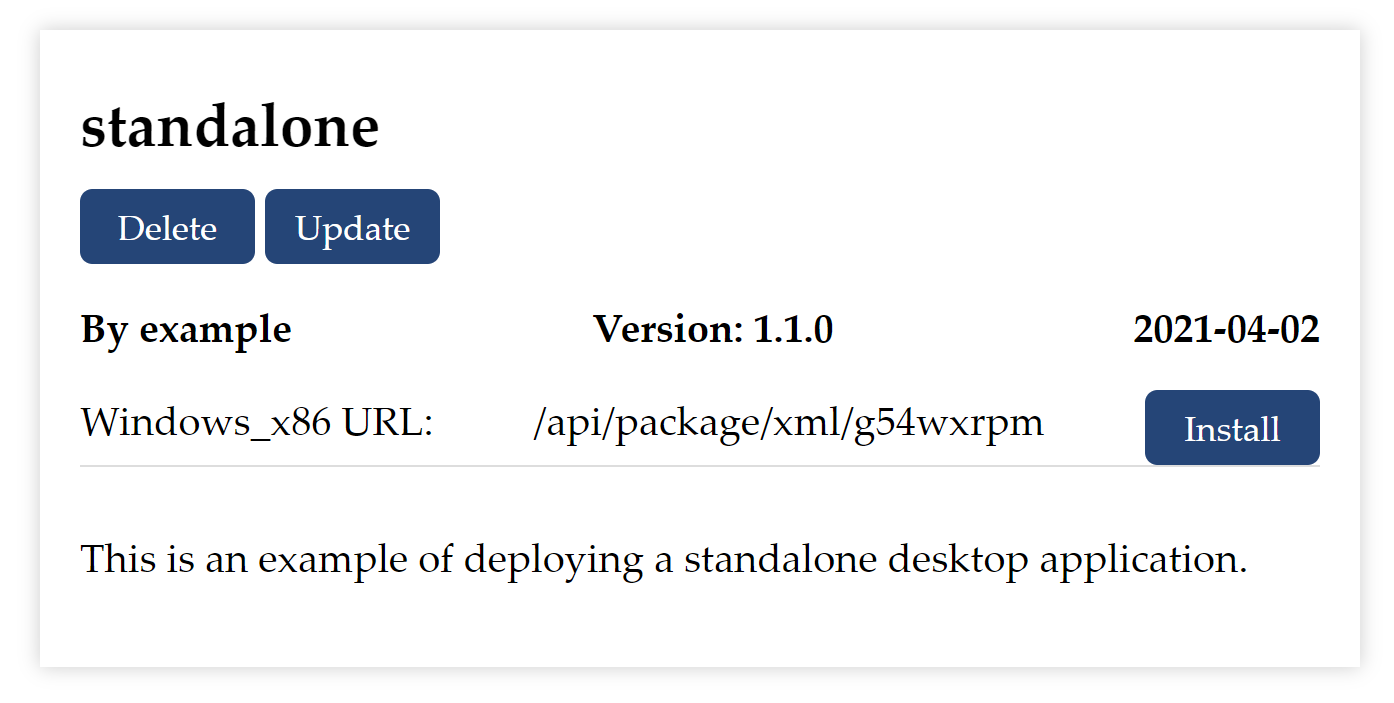 standalone
Delete Update
By example Version: 1.1.0 2021-04-02
Windows_x86 URL: /api/package/xml/g54wxrpm Install
This is an example of deploying a standalone desktop application.